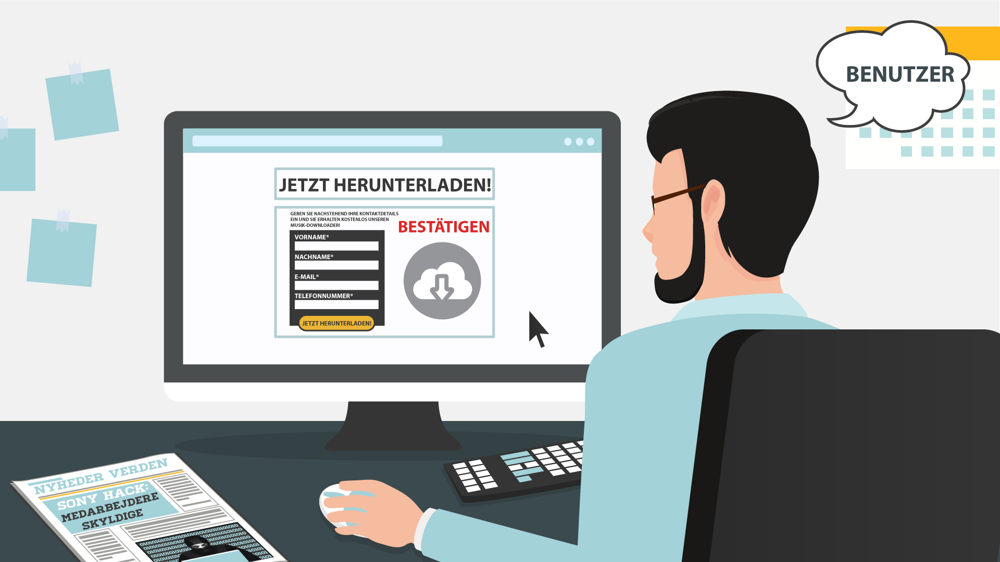 BENUTZER
JETZT HERUNTERLADEN!
GEBEN SIE NACHSTEHEND IHRE KONTAKTDETAILS
EIN UND SIE ERHALTEN KOSTENLOS UNSEREN
MUSIK-DOWNLOADER!
BESTÄTIGEN
VORNAME*
NACHNAME*
E-MAIL*
TELEFONNUMMER*
JETZT HERUNTERLADEN!
NYHEDER VERDEN
SONY HACK:
MEDARBEJDERE
SKYLDIGE